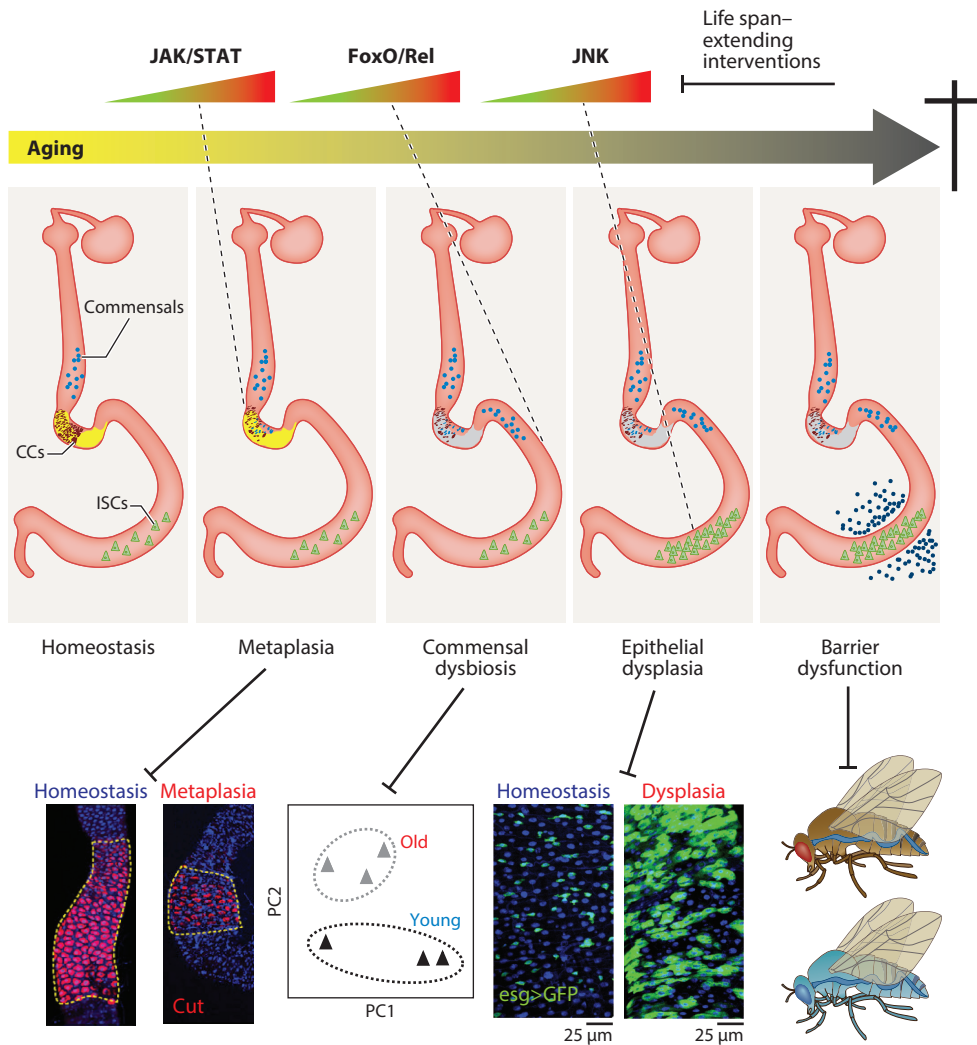 JAK/STAT
FoxO/Rel
JNK
Life span–
extending
interventions
Aging
Commensals
CCs
ISCs
Homeostasis
Metaplasia
Commensal
dysbiosis
Epithelial
dysplasia
Barrier
dysfunction
Homeostasis
Metaplasia
Cut
PC2
Old
Young
PC1
Homeostasis
Dysplasia
esg>GFP
25 µm
25 µm